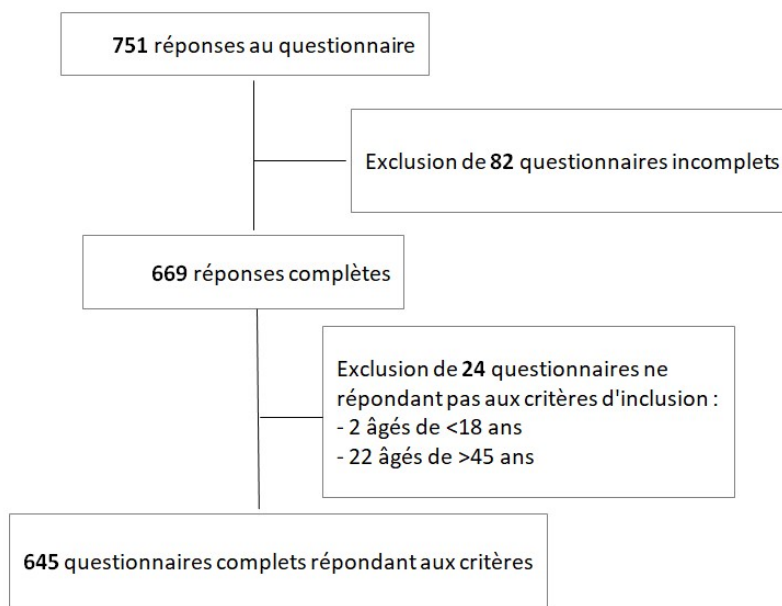 751 réponses au questionnaire
Exclusion de 82 questionnaires incomplets
669 réponses complètes
Exclusion de 24 questionnaires ne
répondant pas aux critères d'inclusion :
- 2 âgés de <18 ans
- 22 âgés de >45 ans
645 questionnaires complets répondant aux critères